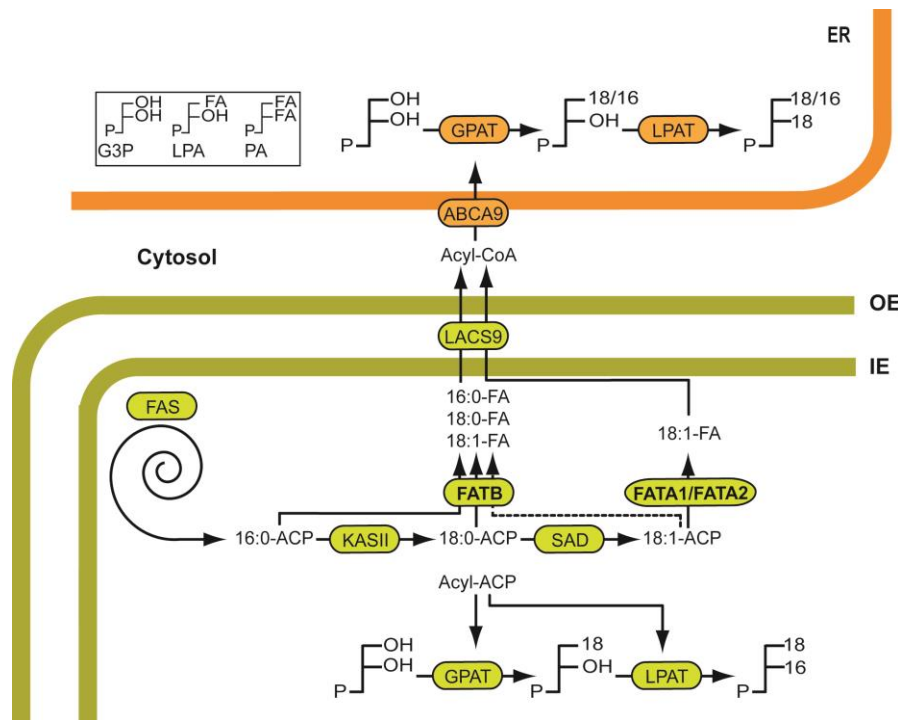 ER
OH
OH
P
G3P
FA
OH
P
LPA
FA
FA
P
PA
OH
OH
P
GPAT
18/16
OH
P
LPAT
18/16
18
P
ABCA9
Cytosol
Acyl-CoA
OE
LACS9
IE
FAS
16:0-FA
18:0-FA
18:1-FA
18:1-FA
FATB
FATA1/FATA2
16:0-ACP
KASII
18:0-ACP
SAD
18:1-ACP
Acyl-ACP
OH
OH
P
GPAT
18
OH
P
LPAT
18
16
P